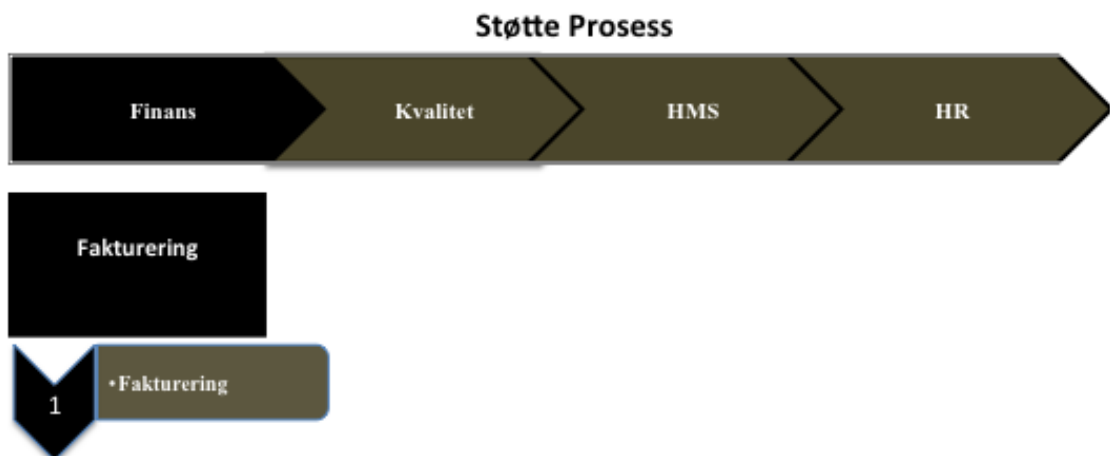 Støtte Prosess
Finans
Kvalitet
HMS
HR
Fakturering
1
•Fakturering